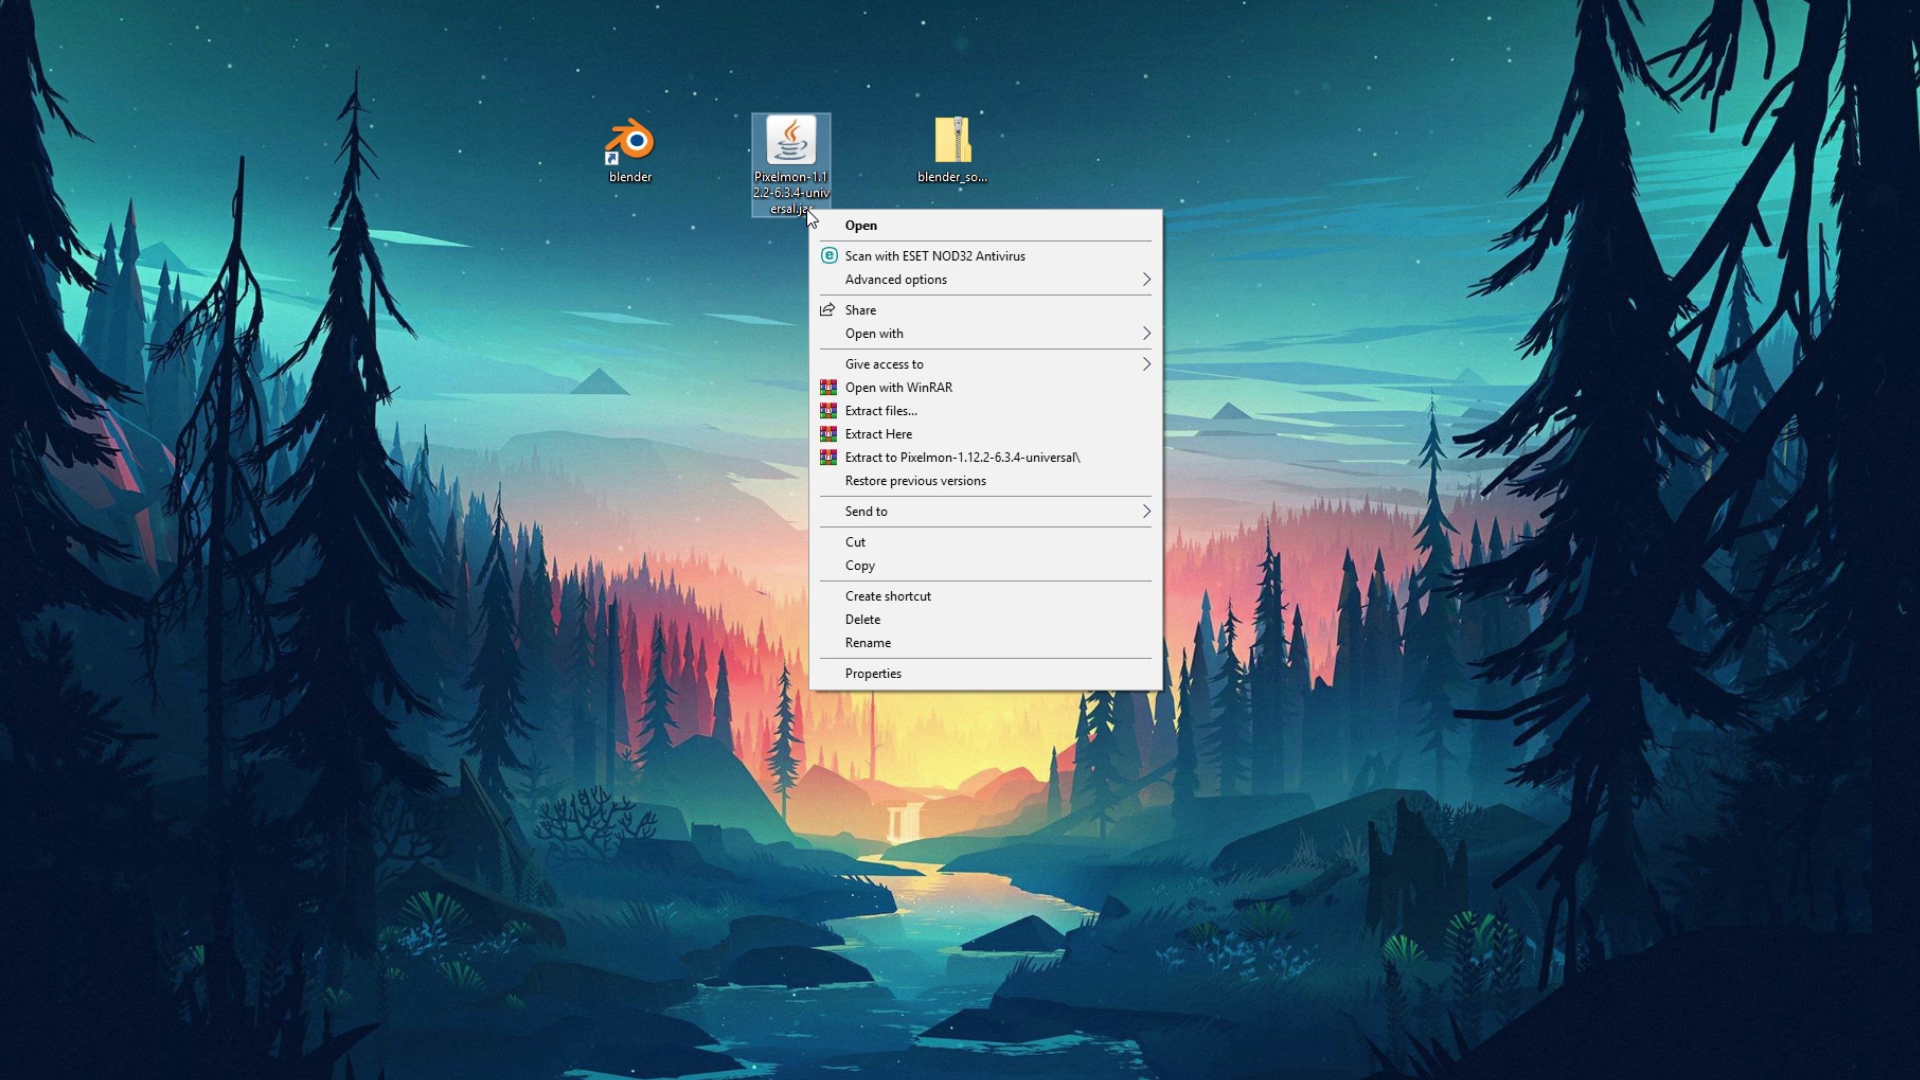 blender
Pixelmon-1.1
2.2-6.3.4-univ
ersal.jar
blender_so...
Open
Scan with ESET NOD32 Antivirus
Advanced options
Share
Open with
Give access to
Open with WinRAR
Extract files...
Extract Here
Extract to Pixelmon-1.12.2-6.3.4-universal\
Restore previous versions
Send to
Cut
Copy
Create shortcut
Delete
Rename
Properties